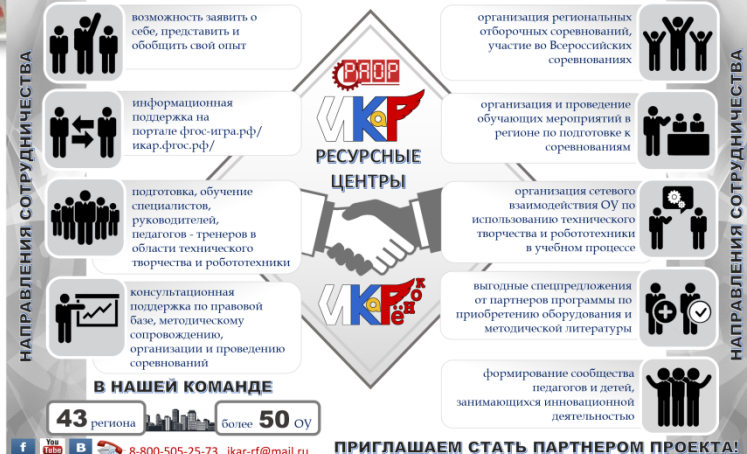 НАПРАВЛЕНИЯ СОТРУДНИЧЕСТВА
возможность заявить о
себе, представить и
обобщить свой опыт
информационная
поддержка на
портале фгос-игра.рф/
икар.фгос.рф/
подготовка, обучение
специалистов,
руководителей,
педагогов - тренеров в
области технического
творчества и робототехники
консультационная
поддержка по правовой
базе, методическому
сопровождению,
организации и проведению
соревнований
В НАШЕЙ КОМАНДЕ
43 региона
более 50 ОУ
f You Tube B 8-800-505-25-73 ikar-rf@mail.ru
РАОР
ИКаР
РЕСУРСНЫЕ
ЦЕНТРЫ
ИКаРёнок
организация региональных
отборочных соревнований,
участие во Всероссийских
соревнованиях
организация и проведение
обучающих мероприятий в
регионе по подготовке к
соревнованиям
организация сетевого
взаимодействия ОУ по
использованию технического
творчества и робототехники
в учебном процессе
выгодные спецпредложения
от партнеров программы по
приобретению оборудования и
методической литературы
формирование сообщества
педагогов и детей,
занимающихся инновационной
деятельностью
ПРИГЛАШАЕМ СТАТЬ ПАРТНЕРОМ ПРОЕКТА!
НАПРАВЛЕНИЯ СОТРУДНИЧЕСТВА